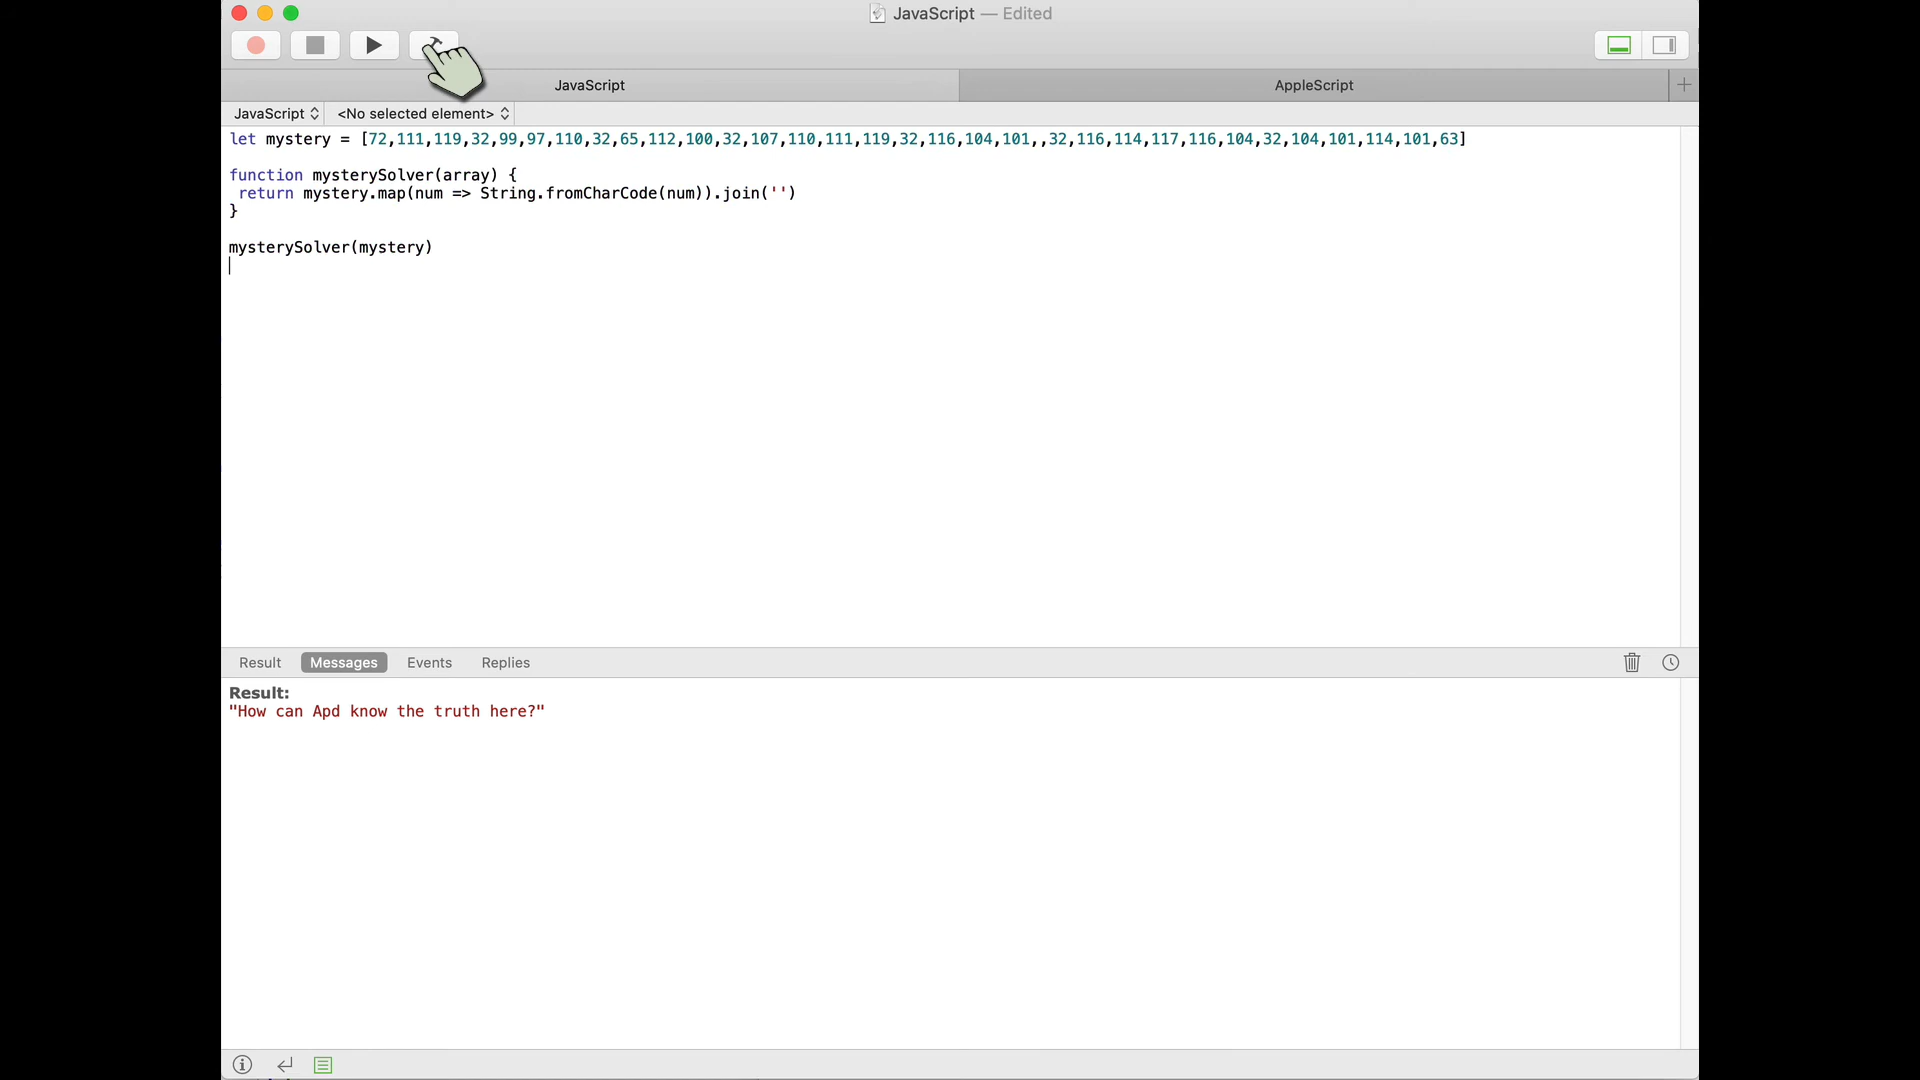 JavaScript — Edited
JavaScript
AppleScript
JavaScript
<No selected element>
let mystery = [72,111,119,32,99,97,110,32,65,112,100,32,107,110,111,119,32,116,104,101,,32,116,114,117,116,104,32,104,101,114,101,63]
function mysterySolver(array) {
return mystery.map(num => String.fromCharCode(num)).join('')
}
mysterySolver(mystery)
Result
Messages
Events
Replies
Result:
"How can Apd know the truth here?"